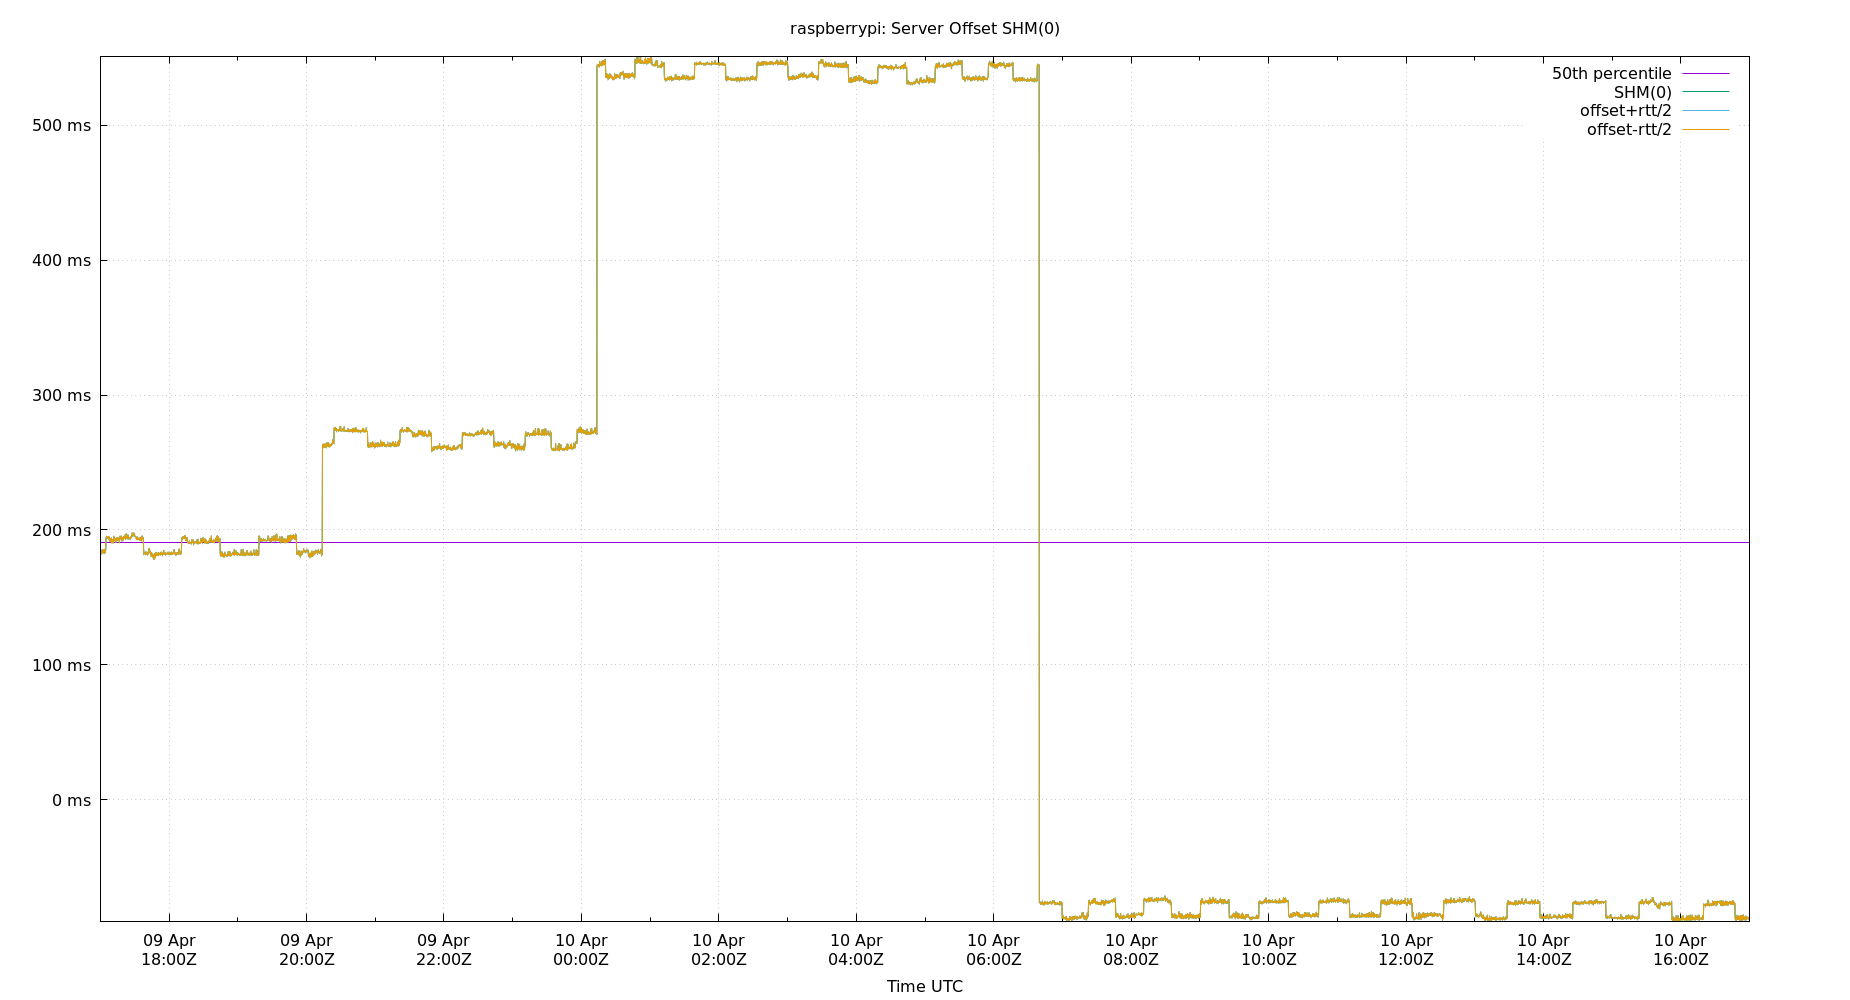 raspberrypi: Server Offset SHM(0)
50th percentile
SHM(0)
offset+rtt/2
offset-rtt/2
500 ms
400 ms
300 ms
200 ms
100 ms
0 ms
09 Apr 09 Apr 09 Apr 10 Apr 10 Apr 10 Apr 10 Apr 10 Apr 10 Apr 10 Apr 10 Apr 10 Apr
18:00Z 20:00Z 22:00Z 00:00Z 02:00Z 04:00Z 06:00Z 08:00Z 10:00Z 12:00Z 14:00Z 16:00Z
Time UTC